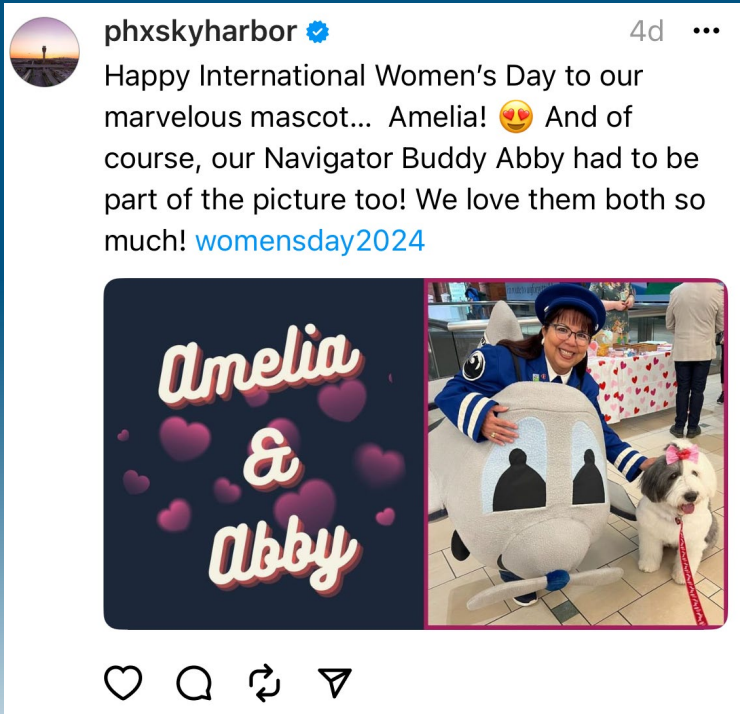 phxskyharbor
4d
Happy International Women's Day to our
marvelous mascot... Amelia! 😍 And of
course, our Navigator Buddy Abby had to be
part of the picture too! We love them both so
much! womensday2024
Amelia
&
Abby